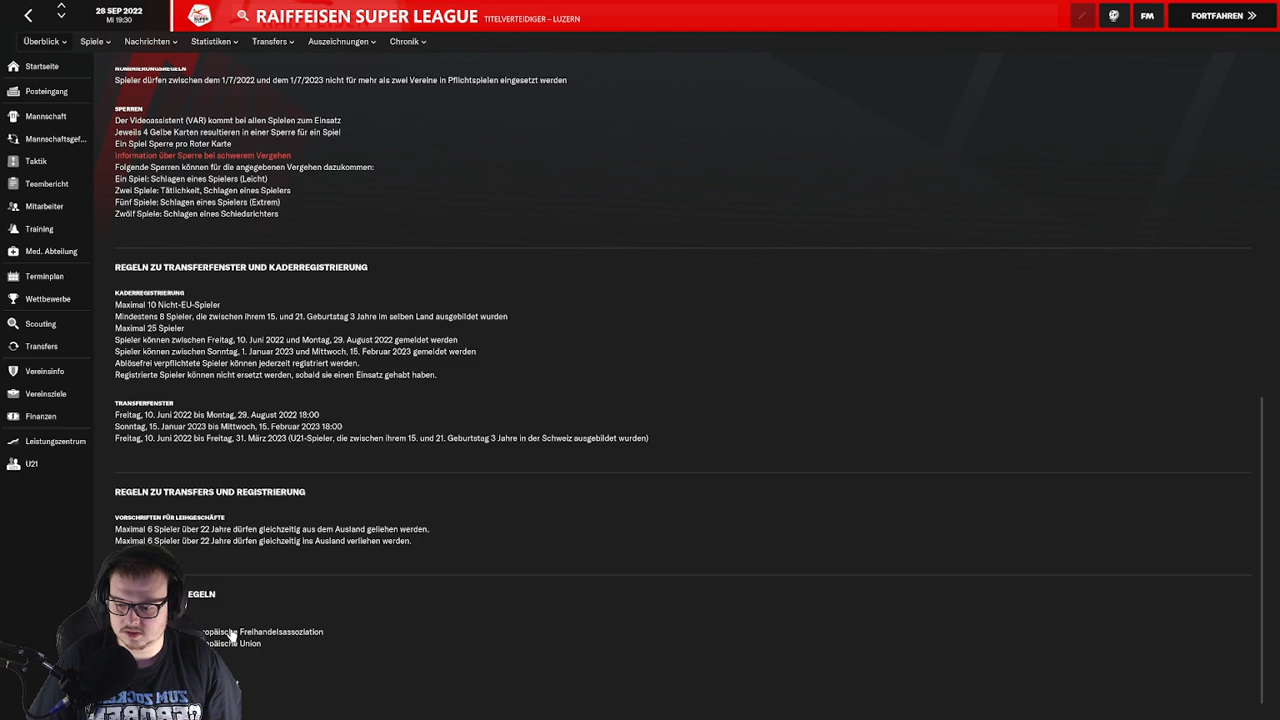 28 SEP 2022
MI 19:30
RAIFFEISEN SUPER LEAGUE
TITELVERTEIDIGER – LUZERN
FM
FORTFAHREN
Überblick
Spiele
Nachrichten
Statistiken
Transfers
Auszeichnungen
Chronik
Startseite
Posteingang
Mannschaft
Mannschaftsgef...
Taktik
Teambericht
Mitarbeiter
Training
Med. Abteilung
Terminplan
Wettbewerbe
Scouting
Transfers
Vereinsinfo
Vereinsziele
Finanzen
Leistungszentrum
U21
NOMINIERUNGSREGELN
Spieler dürfen zwischen dem 1/7/2022 und dem 1/7/2023 nicht für mehr als zwei Vereine in Pflichtspielen eingesetzt werden
SPERREN
Der Videoassistent (VAR) kommt bei allen Spielen zum Einsatz
Jeweils 4 Gelbe Karten resultieren in einer Sperre für ein Spiel
Ein Spiel Sperre pro Roter Karte
Information über Sperre bei schwerem Vergehen
Folgende Sperren können für die angegebenen Vergehen dazukommen:
Ein Spiel: Schlagen eines Spielers (Leicht)
Zwei Spiele: Tätlichkeit, Schlagen eines Spielers
Fünf Spiele: Schlagen eines Spielers (Extrem)
Zwölf Spiele: Schlagen eines Schiedsrichters
REGELN ZU TRANSFERFENSTER UND KADERREGISTRIERUNG
KADERREGISTRIERUNG
Maximal 10 Nicht-EU-Spieler
Mindestens 8 Spieler, die zwischen ihrem 15. und 21. Geburtstag 3 Jahre im selben Land ausgebildet wurden
Maximal 25 Spieler
Spieler können zwischen Freitag, 10. Juni 2022 und Montag, 29. August 2022 gemeldet werden
Spieler können zwischen Sonntag, 1. Januar 2023 und Mittwoch, 15. Februar 2023 gemeldet werden
Ablösefrei verpflichtete Spieler können jederzeit registriert werden.
Registrierte Spieler können nicht ersetzt werden, sobald sie einen Einsatz gehabt haben.
TRANSFERFENSTER
Freitag, 10. Juni 2022 bis Montag, 29. August 2022 18:00
Sonntag, 15. Januar 2023 bis Mittwoch, 15. Februar 2023 18:00
Freitag, 10. Juni 2022 bis Freitag, 31. März 2023 (U21-Spieler, die zwischen ihrem 15. und 21. Geburtstag 3 Jahre in der Schweiz ausgebildet wurden)
REGELN ZU TRANSFERS UND REGISTRIERUNG
VORSCHRIFTEN FÜR LEIHGESCHÄFTE
Maximal 6 Spieler über 22 Jahre dürfen gleichzeitig aus dem Ausland geliehen werden.
Maximal 6 Spieler über 22 Jahre dürfen gleichzeitig ins Ausland verliehen werden.
EGELN
ropäische Freihandelsassoziation
opäische Union
ZUM ZOCKEN
GEBOREN